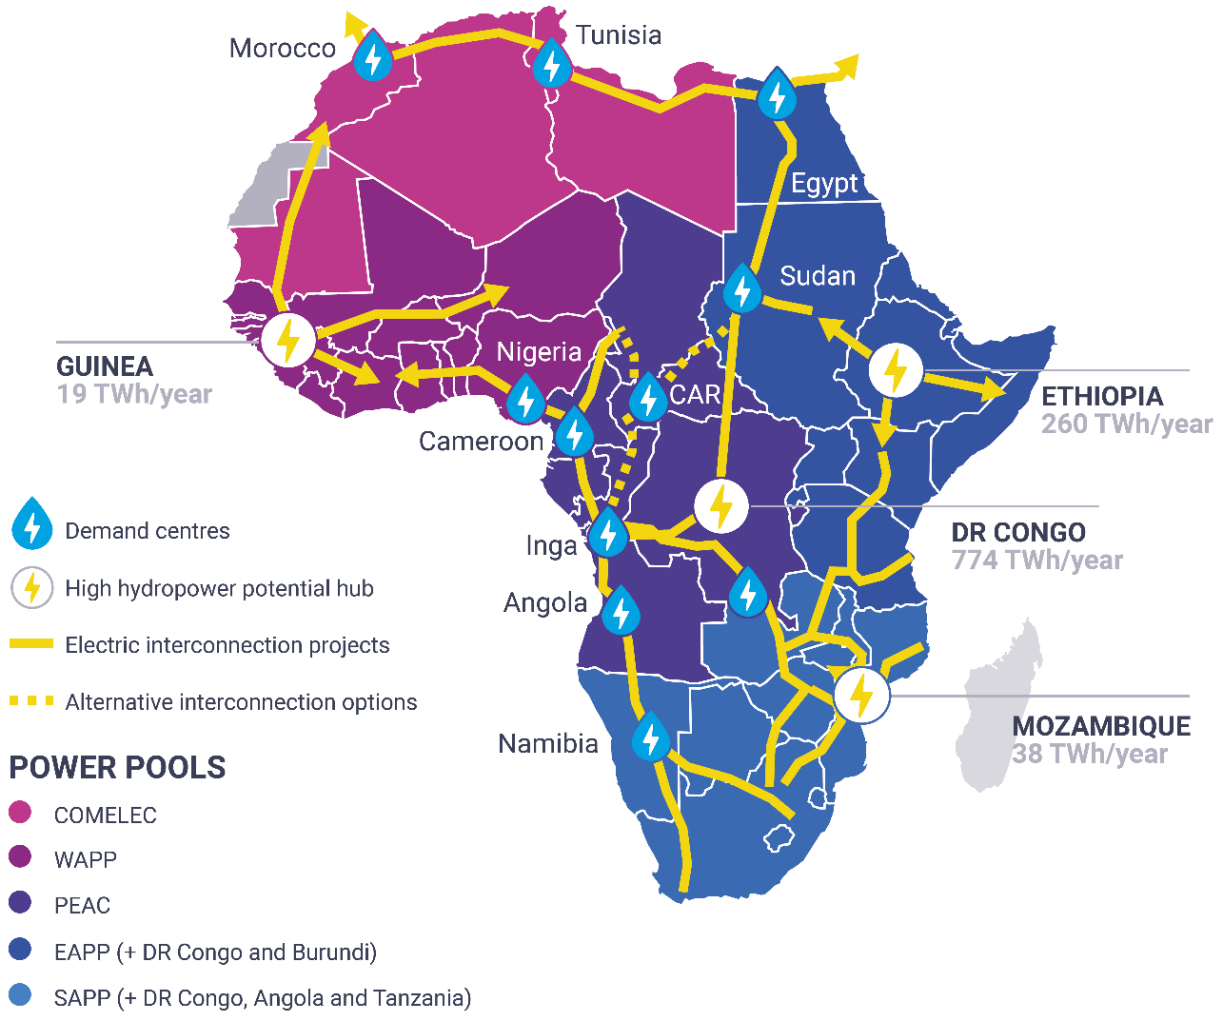 Morocco
Tunisia
Egypt
Sudan
GUINEA
19 TWh/year
Nigeria
CAR
Cameroon
ETHIOPIA
260 TWh/year
Inga
DR CONGO
774 TWh/year
Angola
MOZAMBIQUE
38 TWh/year
Namibia
Demand centres
High hydropower potential hub
Electric interconnection projects
Alternative interconnection options
POWER POOLS
COMELEC
WAPP
PEAC
EAPP (+ DR Congo and Burundi)
SAPP (+ DR Congo, Angola and Tanzania)